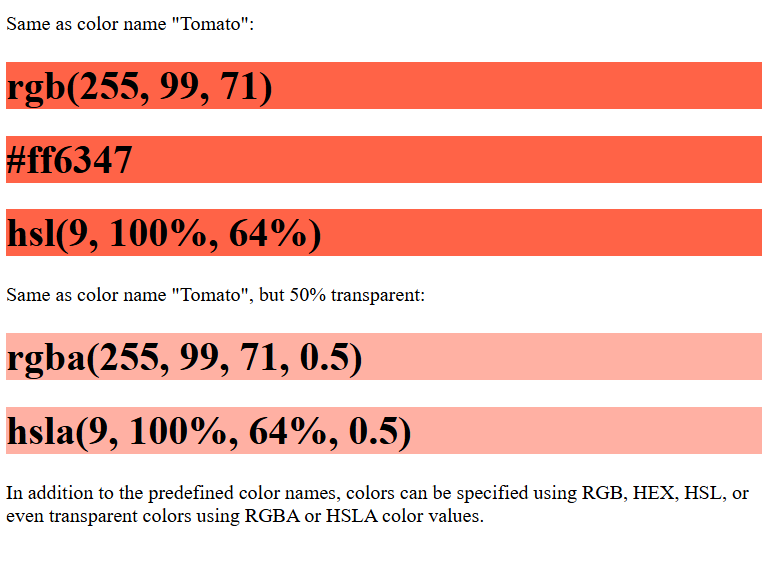 Same as color name "Tomato":
rgb(255, 99, 71)
#ff6347
hsl(9, 100%, 64%)
Same as color name "Tomato", but 50% transparent:
rgba(255, 99, 71, 0.5)
hsla(9, 100%, 64%, 0.5)
In addition to the predefined color names, colors can be specified using RGB, HEX, HSL, or
even transparent colors using RGBA or HSLA color values.